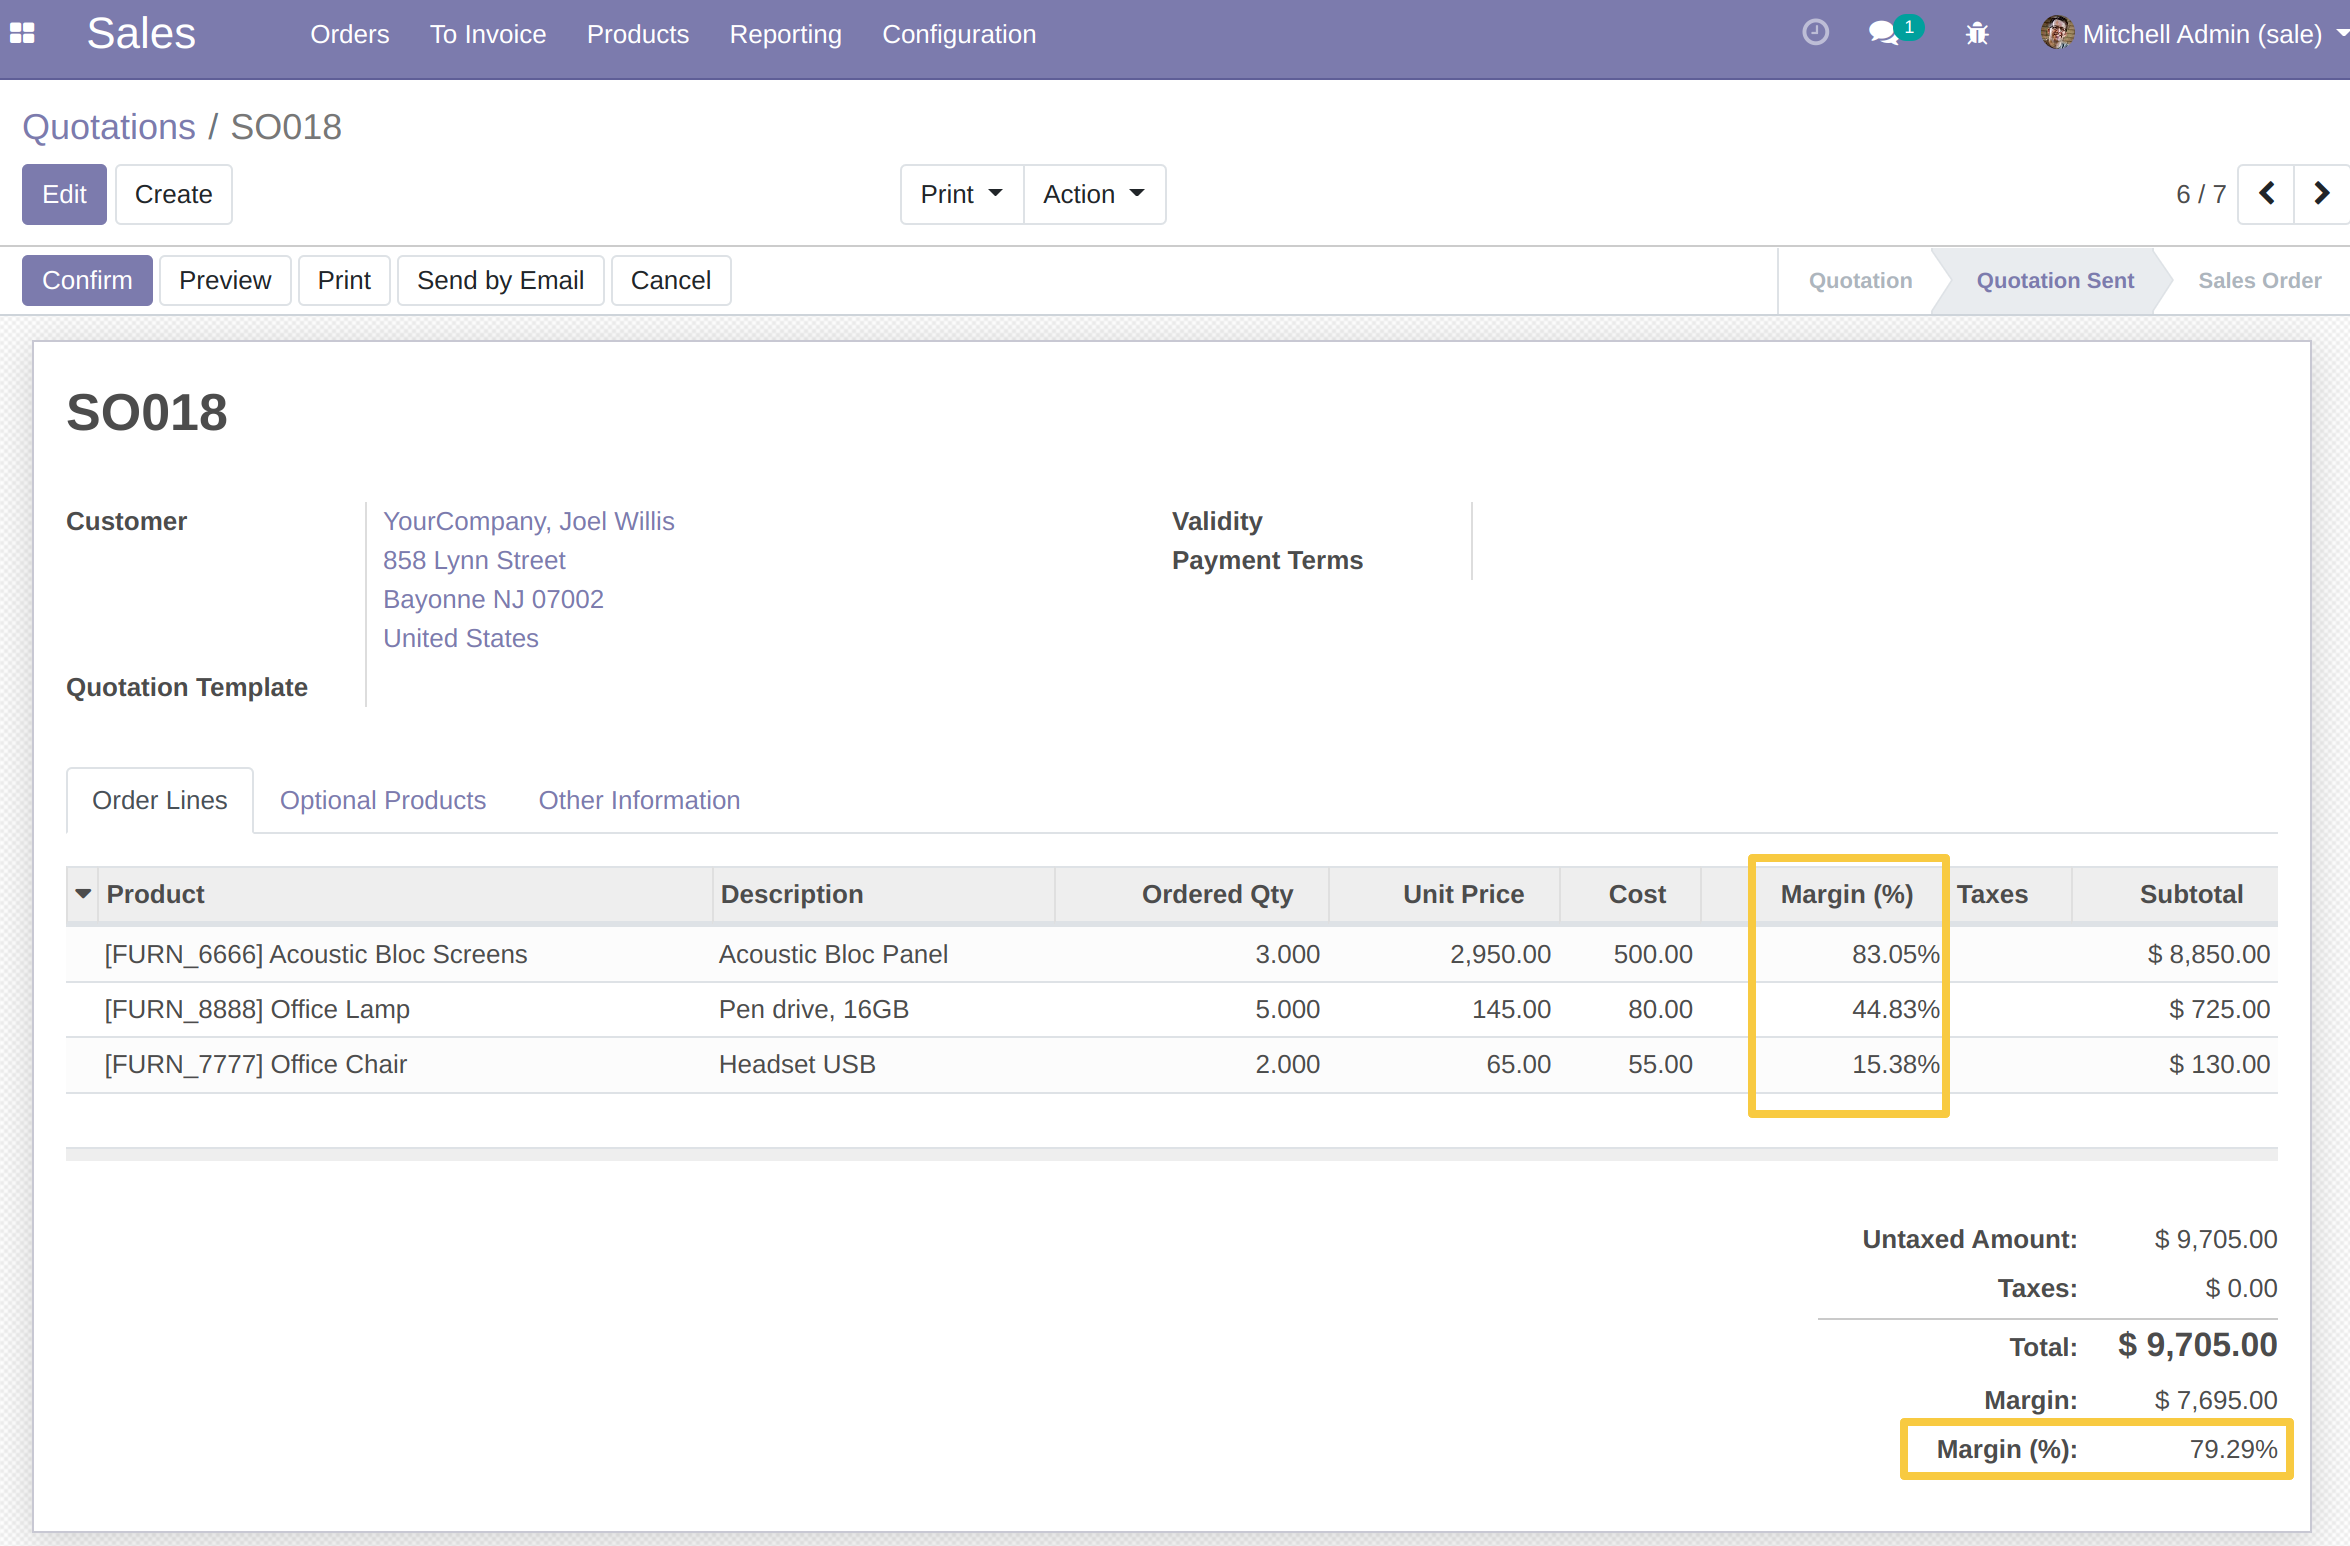 Sales Orders To Invoice Products Reporting Configuration 1 Mitchell Admin (sale)
Quotations / SO018
Edit Create Print Action 6 / 7
Confirm Preview Print Send by Email Cancel Quotation Quotation Sent Sales Order
SO018
Customer YourCompany, Joel Willis Validity
858 Lynn Street Payment Terms
Bayonne NJ 07002
United States
Quotation Template
Order Lines Optional Products Other Information
Product Description Ordered Qty Unit Price Cost Margin (%) Taxes Subtotal
[FURN_6666] Acoustic Bloc Screens Acoustic Bloc Panel 3.000 2,950.00 500.00 83.05% $ 8,850.00
[FURN_8888] Office Lamp Pen drive, 16GB 5.000 145.00 80.00 44.83% $ 725.00
[FURN_7777] Office Chair Headset USB 2.000 65.00 55.00 15.38% $ 130.00
Untaxed Amount: $ 9,705.00
Taxes: $ 0.00
Total: $ 9,705.00
Margin: $ 7,695.00
Margin (%): 79.29%